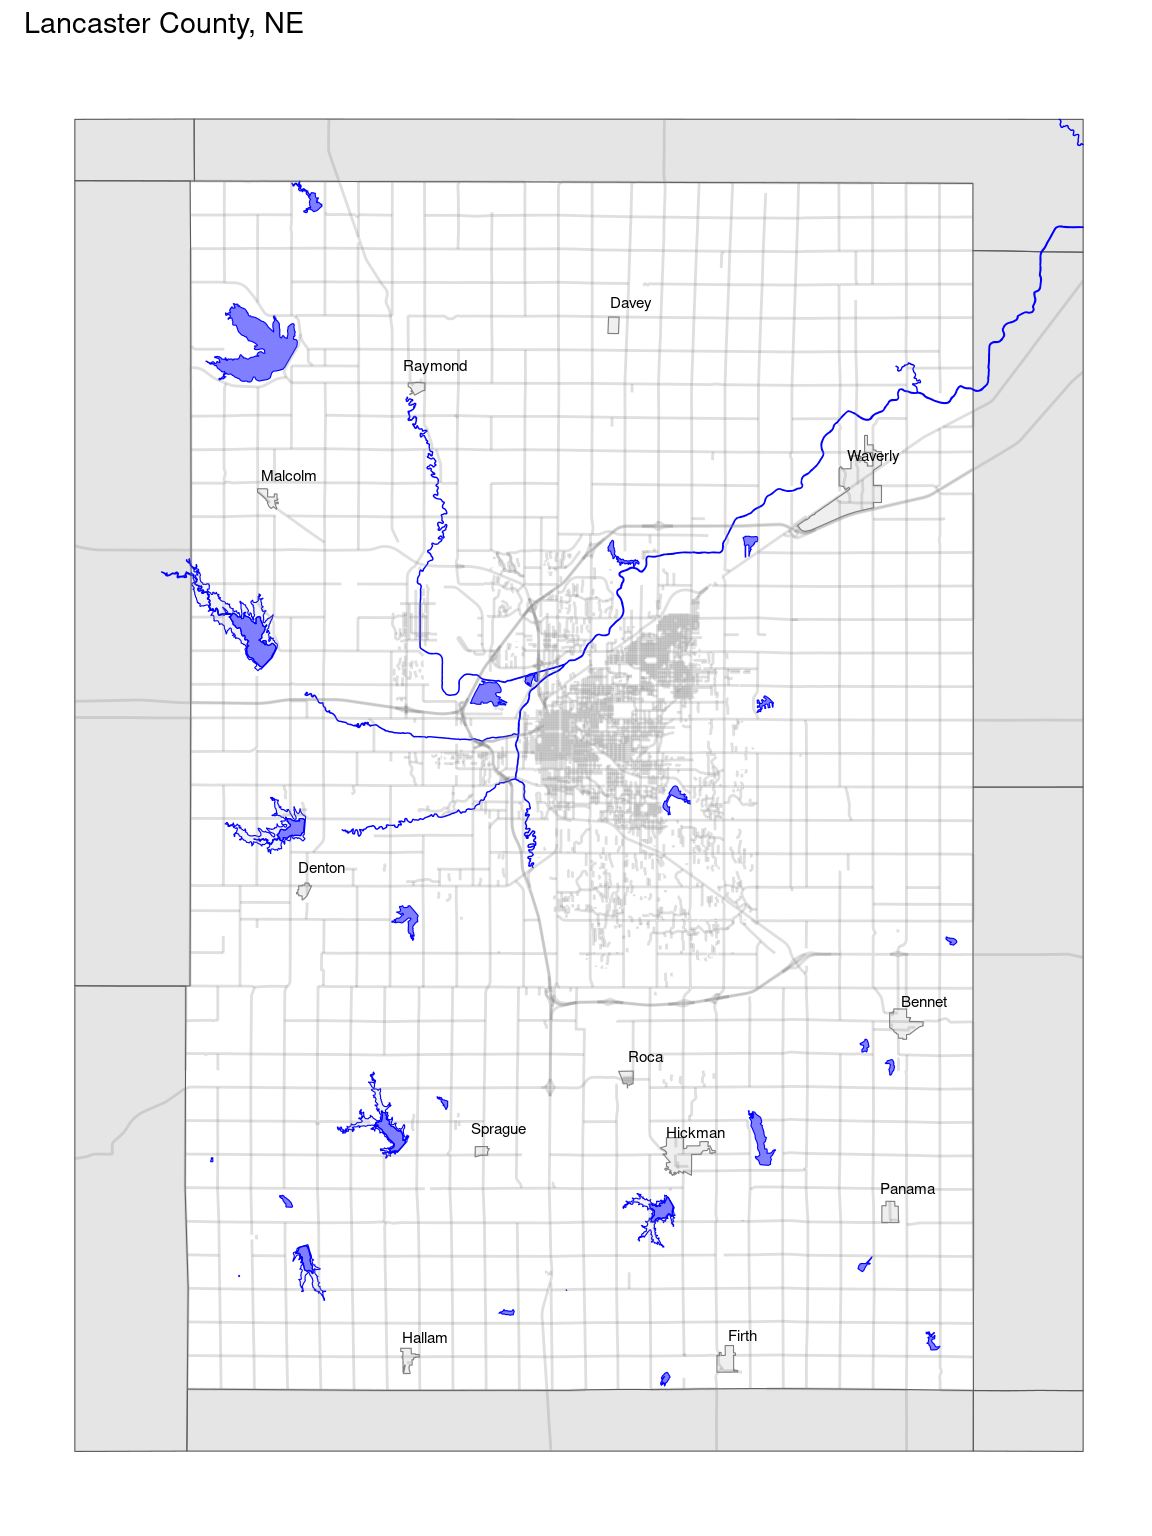 Lancaster County, NE
Davey
Raymond
Waverly
Malcolm
Denton
Bennet
Roca
Sprague
Hickman
Panama
Firth
Hallam